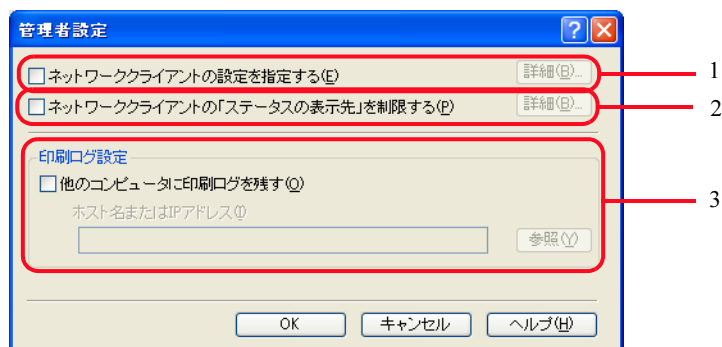 管理者設定
ネットワーククライアントの設定を指定する(E) 詳細(B)... 1
ネットワーククライアントの「ステータスの表示先」を制限する(P) 詳細(B)... 2
印刷ログ設定
他のコンピュータに印刷ログを残す(O)
ホスト名またはIPアドレス(I)
参照(Y) 3
OK キャンセル ヘルプ(H)